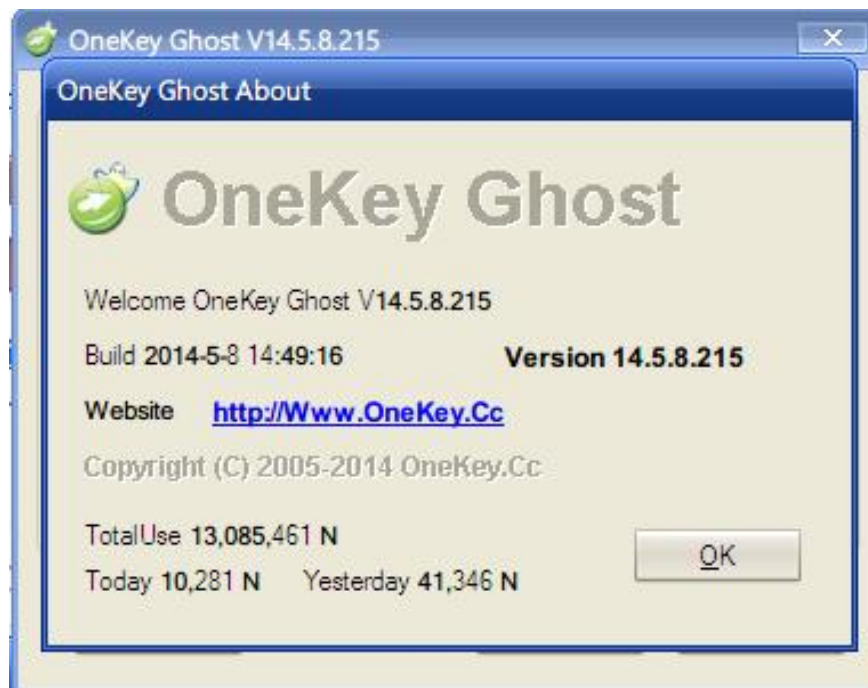 OneKey Ghost V14.5.8.215
OneKey Ghost About
OneKey Ghost
Welcome OneKey Ghost V14.5.8.215
Build 2014-5-8 14:49:16 Version 14.5.8.215
Website http://Www.OneKey.Cc
Copyright (C) 2005-2014 OneKey.Cc
TotalUse 13,085,461 N
OK
Today 10,281 N Yesterday 41,346 N